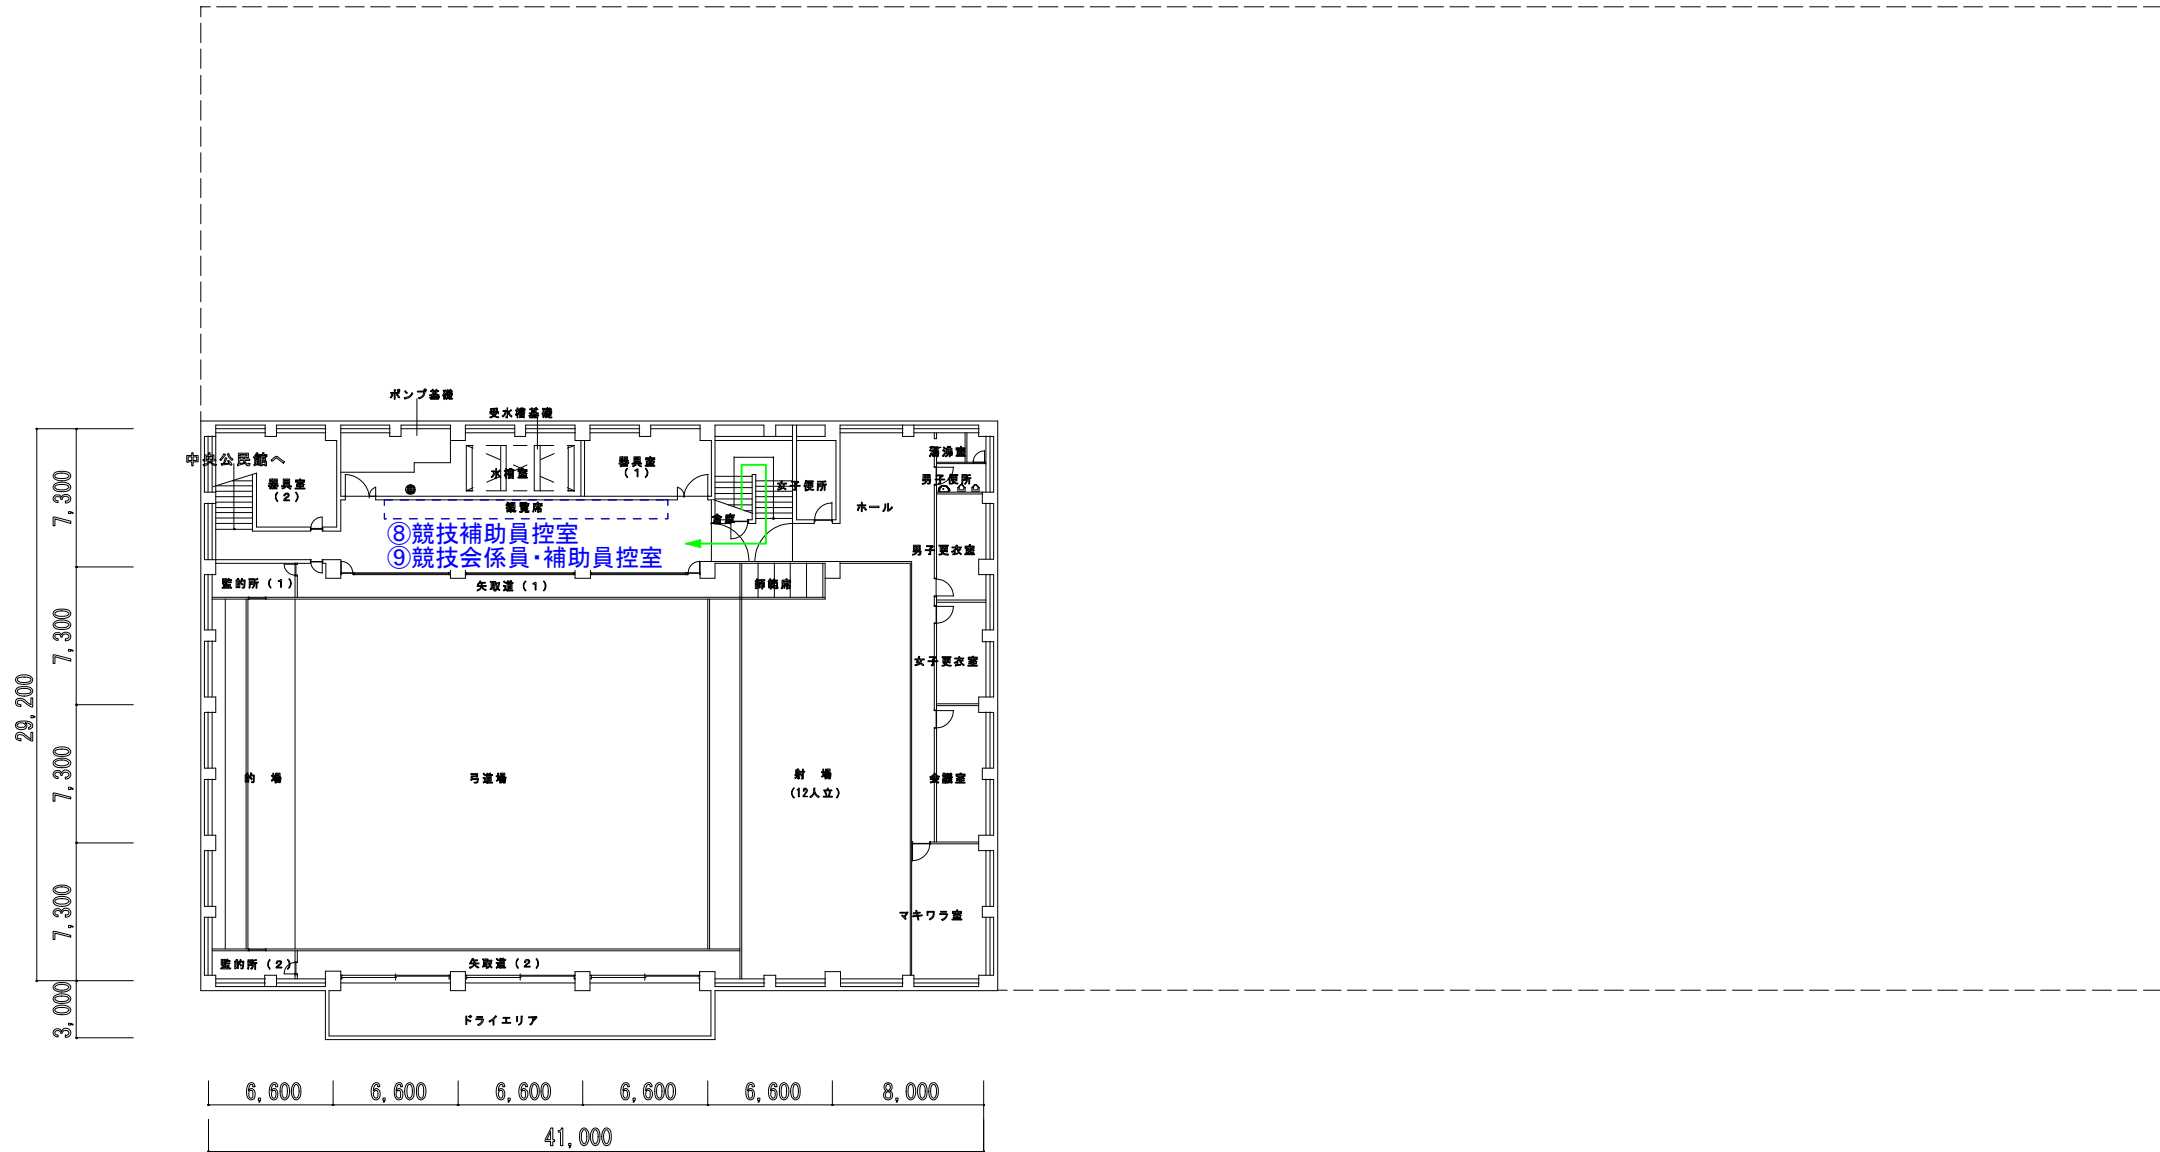 ポンプ基礎
受水槽基礎
中央公民館へ
器具室
(2)
水槽室
器具室
(1)
女子便所
湯沸室
男子便所
ホール
観覧席
倉庫
⑧競技補助員控室
⑨競技会係員・補助員控室
男子更衣室
監的所(1)
矢取道(1)
師範席
女子更衣室
的 場
弓道場
射 場
(12人立)
会議室
マキワラ室
監的所(2)
矢取道(2)
ドライエリア
7,300
7,300
7,300
7,300
3,000
29,200
6,600
6,600
6,600
6,600
6,600
8,000
41,000